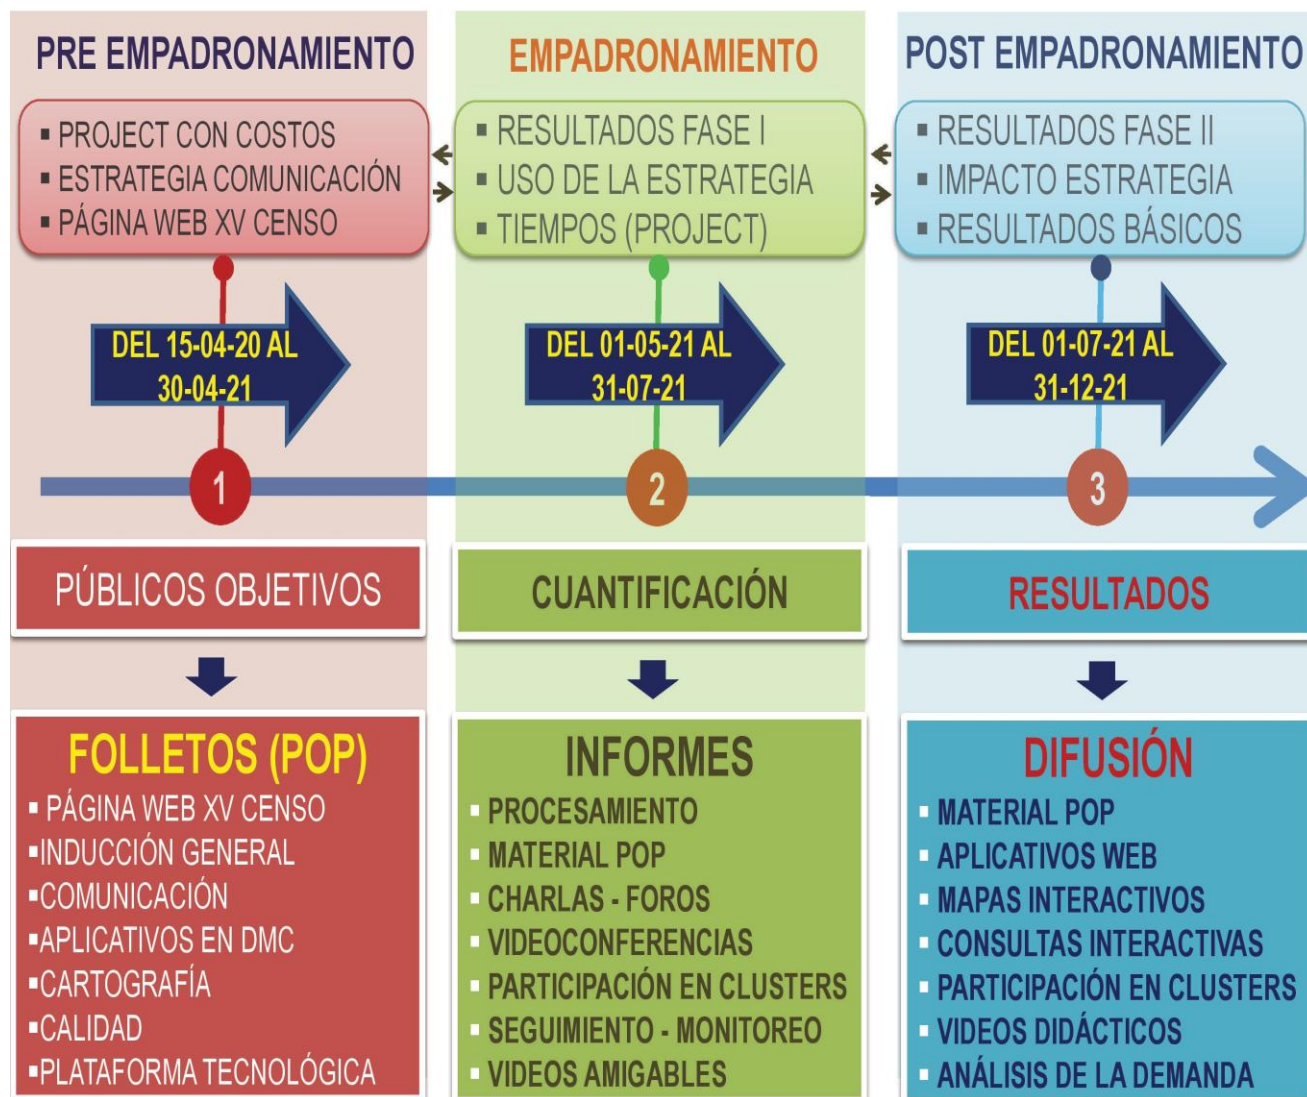 PRE EMPADRONAMIENTO
▪ PROJECT CON COSTOS
▪ ESTRATEGIA COMUNICACIÓN
▪ PÁGINA WEB XV CENSO
DEL 15-04-20 AL
30-04-21
1
PÚBLICOS OBJETIVOS
FOLLETOS (POP)
▪ PÁGINA WEB XV CENSO
▪INDUCCIÓN GENERAL
▪COMUNICACIÓN
▪APLICATIVOS EN DMC
▪CARTOGRAFÍA
▪CALIDAD
▪PLATAFORMA TECNOLÓGICA
EMPADRONAMIENTO
▪ RESULTADOS FASE I
▪ USO DE LA ESTRATEGIA
▪ TIEMPOS (PROJECT)
DEL 01-05-21 AL
31-07-21
2
CUANTIFICACIÓN
INFORMES
▪ PROCESAMIENTO
▪ MATERIAL POP
▪ CHARLAS - FOROS
▪ VIDEOCONFERENCIAS
▪ PARTICIPACIÓN EN CLUSTERS
▪ SEGUIMIENTO - MONITOREO
▪ VIDEOS AMIGABLES
POST EMPADRONAMIENTO
▪ RESULTADOS FASE II
▪ IMPACTO ESTRATEGIA
▪ RESULTADOS BÁSICOS
DEL 01-07-21 AL
31-12-21
3
RESULTADOS
DIFUSIÓN
▪ MATERIAL POP
▪ APLICATIVOS WEB
▪ MAPAS INTERACTIVOS
▪ CONSULTAS INTERACTIVAS
▪ PARTICIPACIÓN EN CLUSTERS
▪ VIDEOS DIDÁCTICOS
▪ ANÁLISIS DE LA DEMANDA